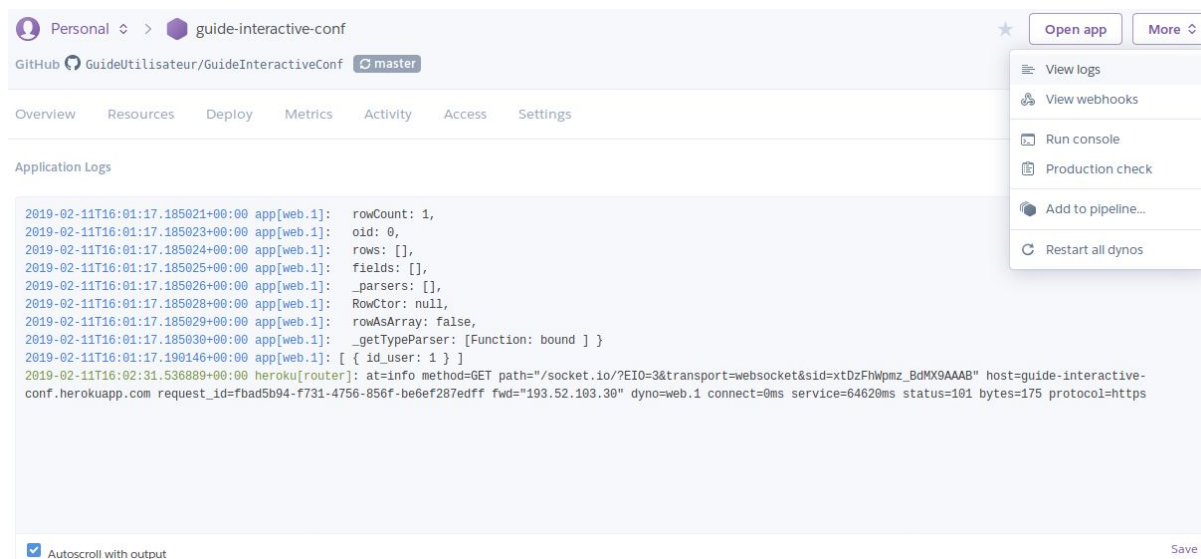 Personal > guide-interactive-conf
Open app
More
GitHub GuideUtilisateur/GuideInteractiveConf master
View logs
View webhooks
Run console
Production check
Add to pipeline...
Restart all dynos
Overview Resources Deploy Metrics Activity Access Settings
Application Logs
2019-02-11T16:01:17.185021+00:00 app[web.1]: rowCount: 1,
2019-02-11T16:01:17.185023+00:00 app[web.1]: oid: 0,
2019-02-11T16:01:17.185024+00:00 app[web.1]: rows: [],
2019-02-11T16:01:17.185025+00:00 app[web.1]: fields: [],
2019-02-11T16:01:17.185026+00:00 app[web.1]: _parsers: [],
2019-02-11T16:01:17.185028+00:00 app[web.1]: RowCtor: null,
2019-02-11T16:01:17.185029+00:00 app[web.1]: rowAsArray: false,
2019-02-11T16:01:17.185030+00:00 app[web.1]: _getTypeParser: [Function: bound ] }
2019-02-11T16:01:17.190146+00:00 app[web.1]: [ { id_user: 1 } ]
2019-02-11T16:02:31.536889+00:00 heroku[router]: at=info method=GET path="/socket.io/?EIO=3&transport=websocket&sid=xtDzFhWpmz_BdMX9AAAB" host=guide-interactive-
conf.herokuapp.com request_id=fbad5b94-f731-4756-856f-be6ef287edff fwd="193.52.103.30" dyno=web.1 connect=0ms service=64620ms status=101 bytes=175 protocol=https
Autoscroll with output
Save